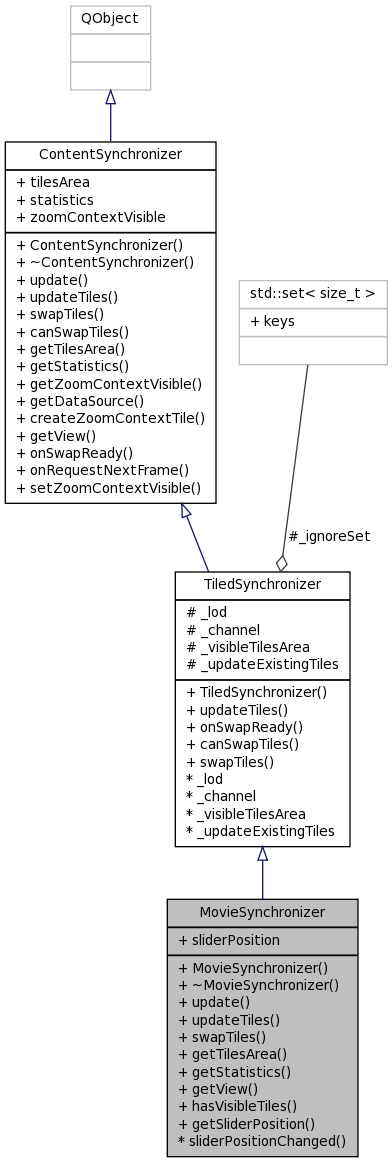 QObject
ContentSynchronizer
+ tilesArea
+ statistics
+ zoomContextVisible
+ ContentSynchronizer()
+ ~ContentSynchronizer()
+ update()
+ updateTiles()
+ swapTiles()
+ canSwapTiles()
+ getTilesArea()
+ getStatistics()
+ getZoomContextVisible()
+ getDataSource()
+ createZoomContextTile()
+ getView()
+ onSwapReady()
+ onRequestNextFrame()
+ setZoomContextVisible()
std::set< size_t >
+ keys
#_ignoreSet
TiledSynchronizer
# _lod
# _channel
# _visibleTilesArea
# _updateExistingTiles
+ TiledSynchronizer()
+ updateTiles()
+ onSwapReady()
+ canSwapTiles()
+ swapTiles()
* _lod
* _channel
* _visibleTilesArea
* _updateExistingTiles
MovieSynchronizer
+ sliderPosition
+ MovieSynchronizer()
+ ~MovieSynchronizer()
+ update()
+ updateTiles()
+ swapTiles()
+ getTilesArea()
+ getStatistics()
+ getView()
+ hasVisibleTiles()
+ getSliderPosition()
* sliderPositionChanged()